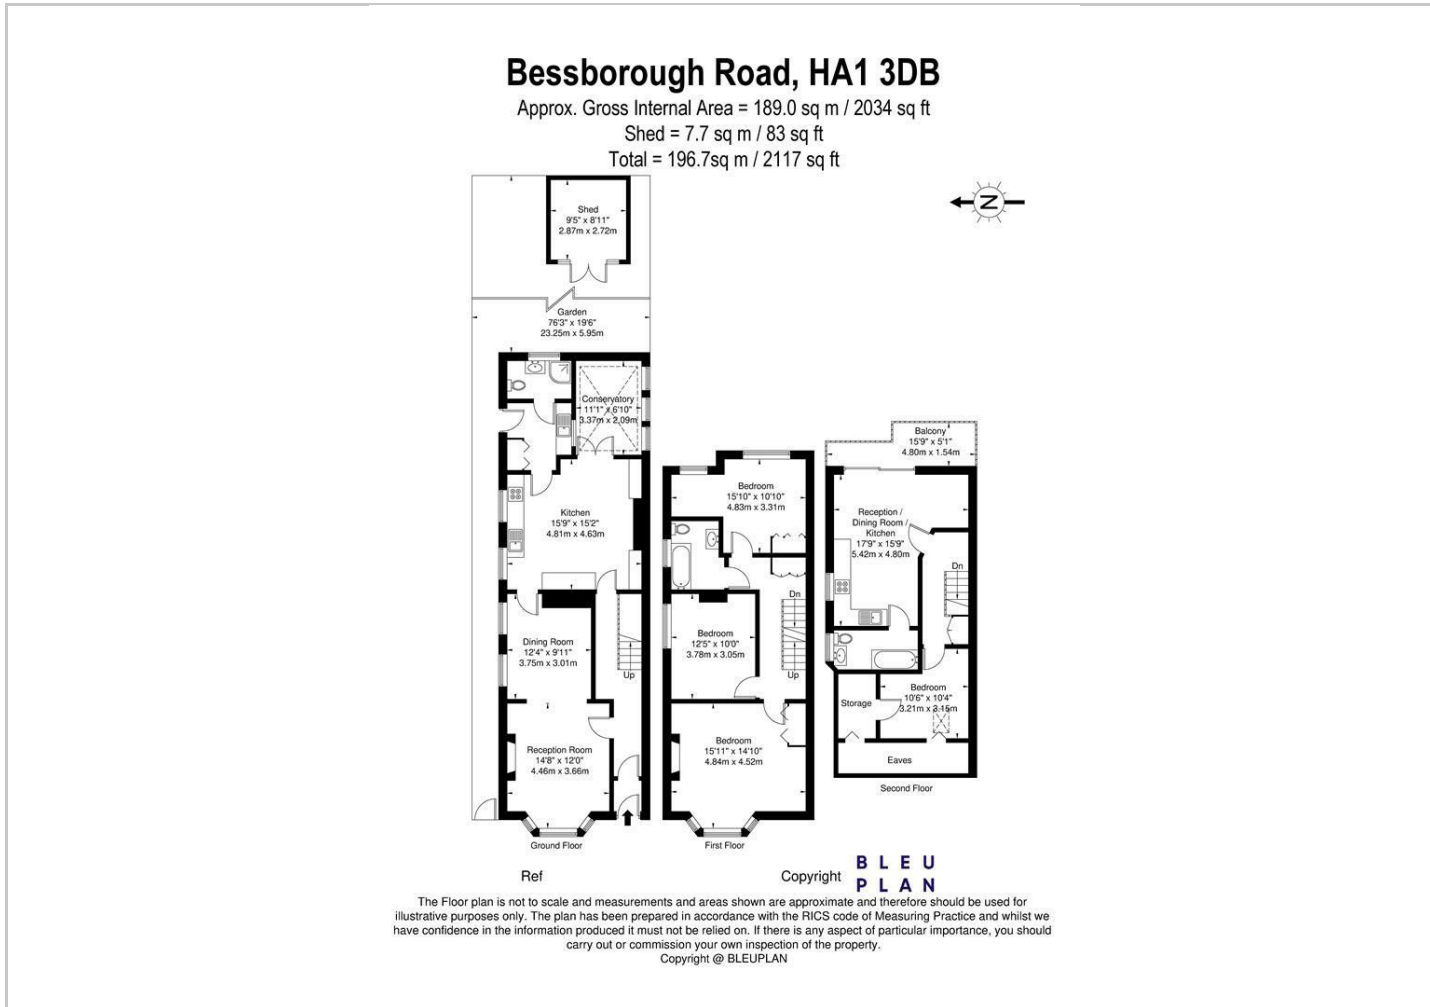 Bessborough Road, HA1 3DB
Approx. Gross Internal Area = 189.0 sq m / 2034 sq ft
Shed = 7.7 sq m / 83 sq ft
Total = 196.7sq m / 2117 sq ft
N
Shed
9'5" x 8'11"
2.87m x 2.72m
Garden
76'3" x 19'6"
23.25m x 5.95m
Conservatory
11'1" x 6'10"
3.37m x 2.09m
Kitchen
15'9" x 15'2"
4.81m x 4.63m
Dining Room
12'4" x 9'11"
3.75m x 3.01m
Up
Reception Room
14'8" x 12'0"
4.46m x 3.66m
Ground Floor
Bedroom
15'10" x 10'10"
4.83m x 3.31m
Dn
Bedroom
12'5" x 10'0"
3.78m x 3.05m
Up
Bedroom
15'11" x 14'10"
4.84m x 4.52m
First Floor
Balcony
15'9" x 5'1"
4.80m x 1.54m
Reception /
Dining Room /
Kitchen
17'9" x 15'9"
5.42m x 4.80m
Dn
Bedroom
10'6" x 10'4"
3.21m x 3.15m
Storage
Eaves
Second Floor
Ref
Copyright
BLEU
PLAN
The Floor plan is not to scale and measurements and areas shown are approximate and therefore should be used for
illustrative purposes only. The plan has been prepared in accordance with the RICS code of Measuring Practice and whilst we
have confidence in the information produced it must not be relied on. If there is any aspect of particular importance, you should
carry out or commission your own inspection of the property.
Copyright @ BLEUPLAN